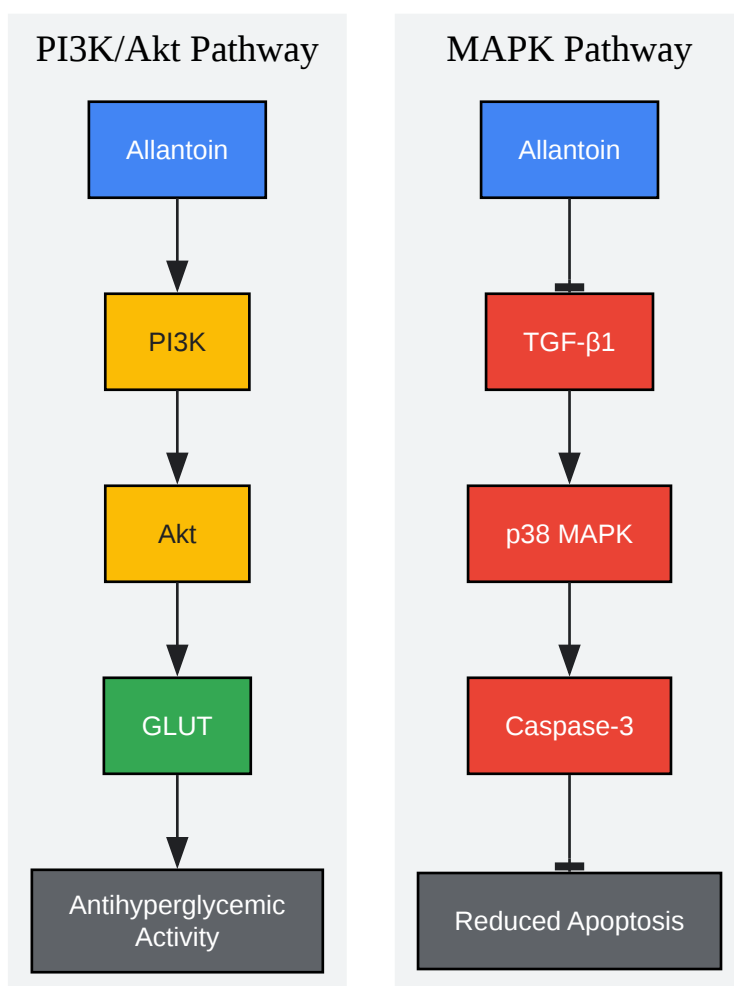 PI3K/Akt Pathway
Allantoin
PI3K
Akt
GLUT
Antihyperglycemic
Activity
MAPK Pathway
Allantoin
TGF-β1
p38 MAPK
Caspase-3
Reduced Apoptosis